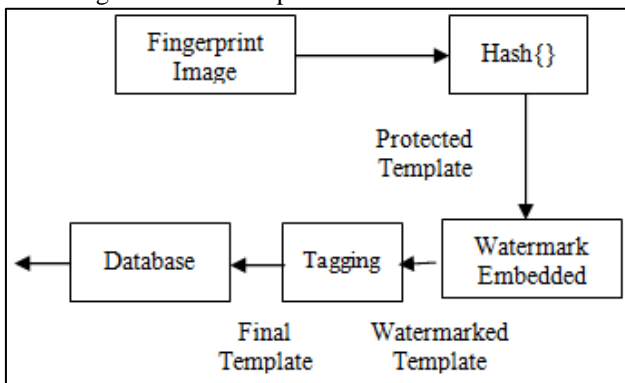 Fingerprint
Image
Hash{}
Protected
Template
Watermark
Embedded
Tagging
Database
Final
Template
Watermarked
Template